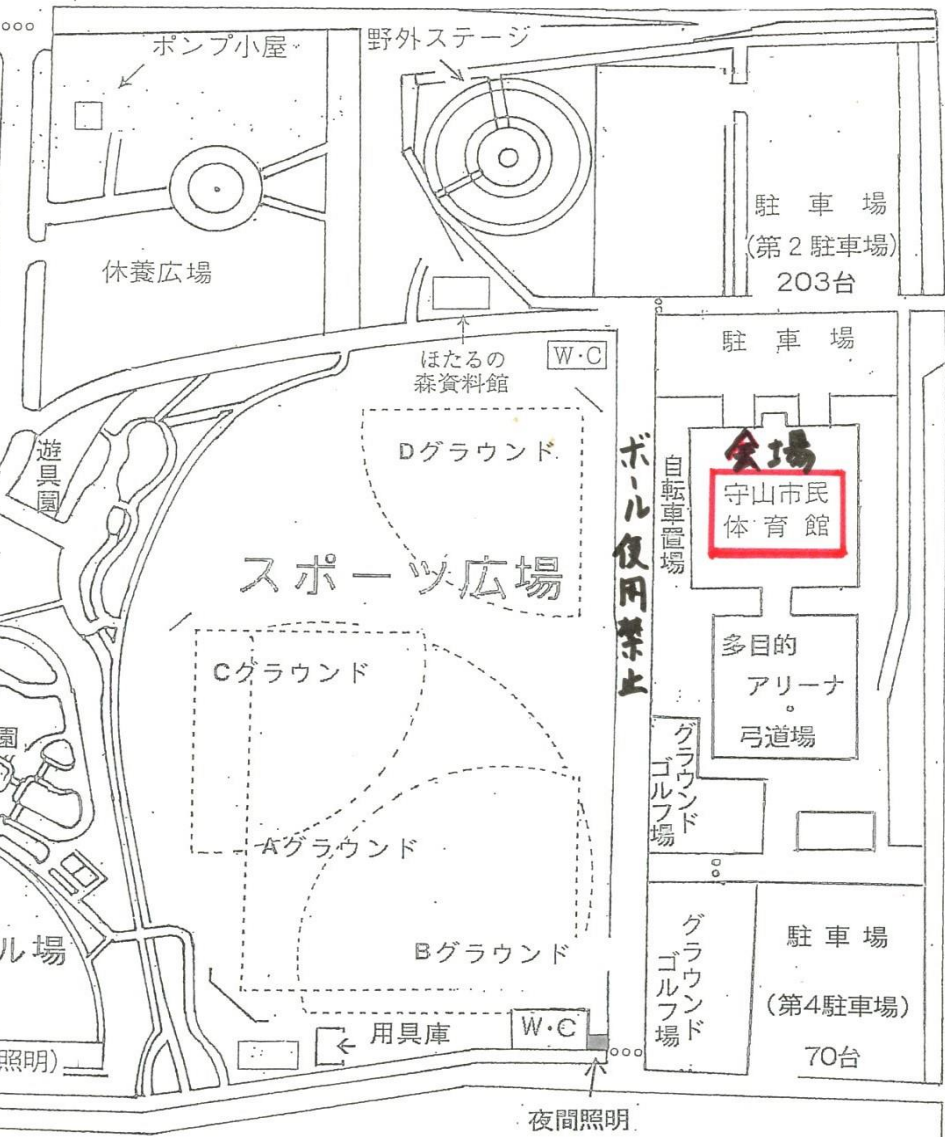 ポンプ小屋
野外ステージ
駐車場
(第2駐車場)
203台
休養広場
駐車場
ほたるの
森資料館
W·C
遊具園
Dグラウンド
ボール使用禁止
自転車置場
会場
守山市民
体育館
スポーツ広場
Cグラウンド
多目的
アリーナ
弓道場
園
グラウンド
ゴルフ場
Aグラウンド
Bグラウンド
ル場
グラウンド
ゴルフ場
駐車場
(第4駐車場)
70台
用具庫
W·C
照明)
夜間照明